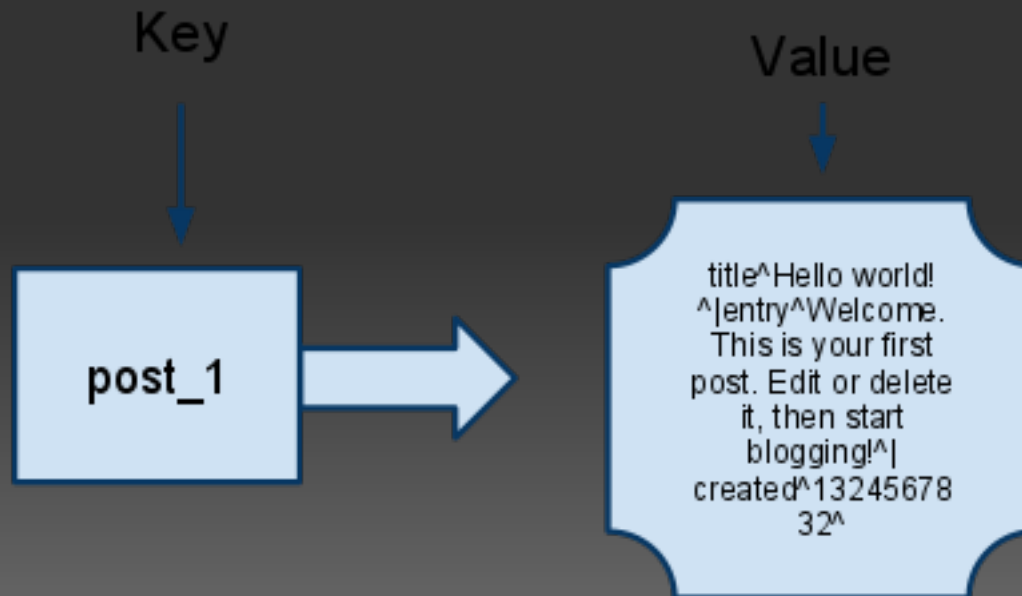 Key
Value
post_1
title^Hello world!
^|entry^Welcome.
This is your first
post. Edit or delete
it, then start
blogging!^|
created^13245678
32^